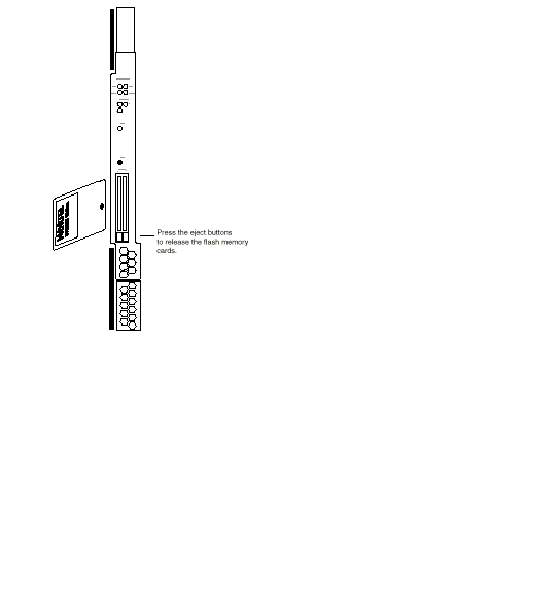 Press the eject buttons
to release the flash memory
cards.